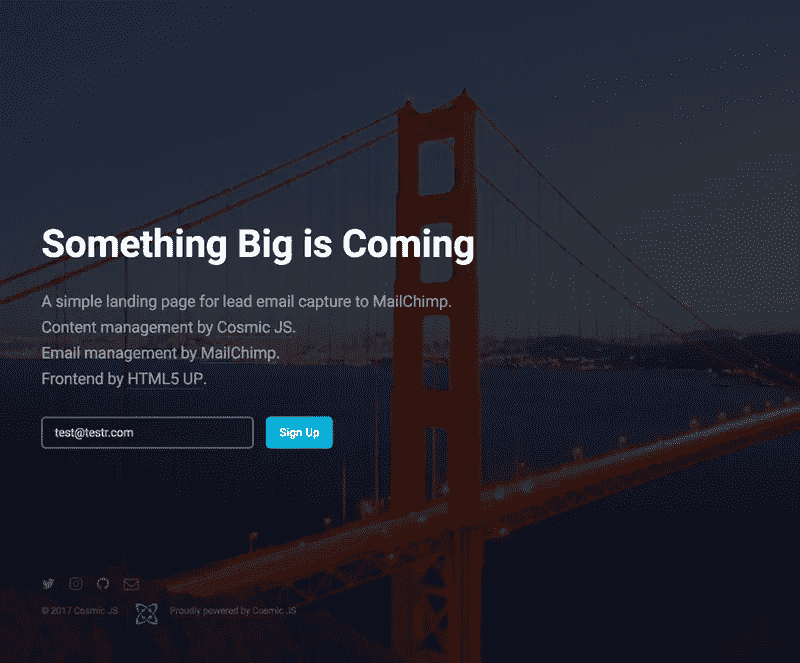 Something Big is Coming
A simple landing page for lead email capture to MailChimp.
Content management by Cosmic JS.
Email management by MailChimp.
Frontend by HTML5 UP.
test@testr.com
Sign Up
© 2017 Cosmic JS
Proudly powered by Cosmic JS